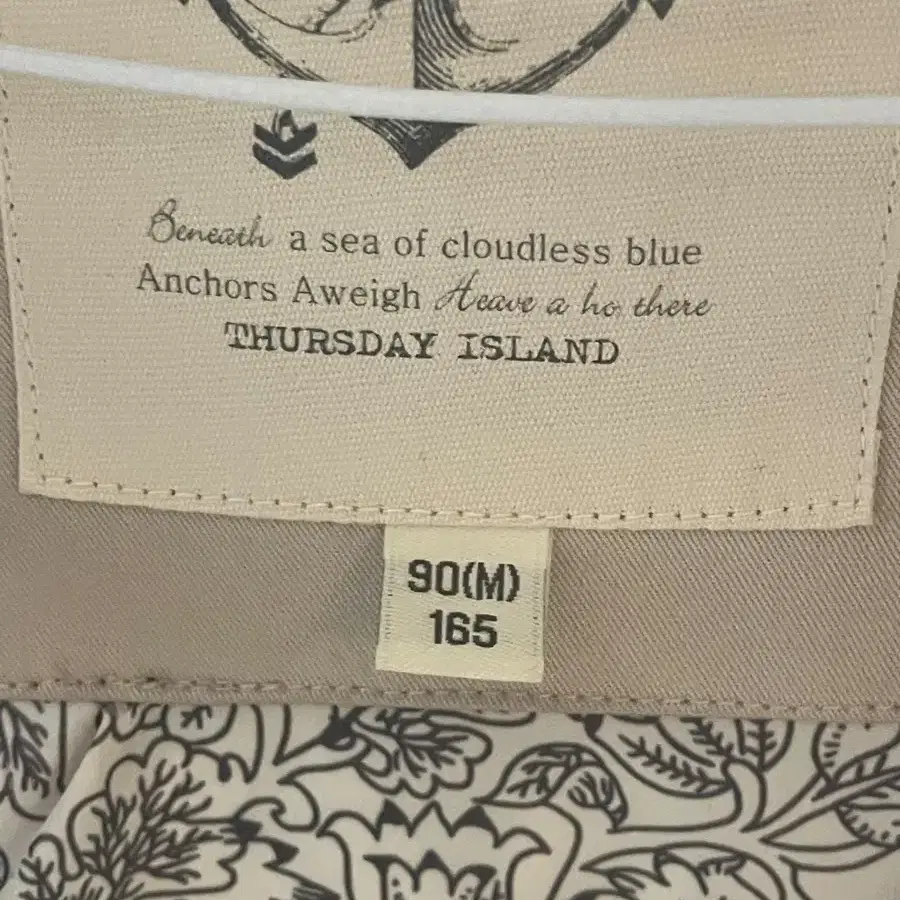 Beneath a sea of cloudless blue
Anchors Aweigh Heave a ho there
THURSDAY ISLAND
90(M)
165